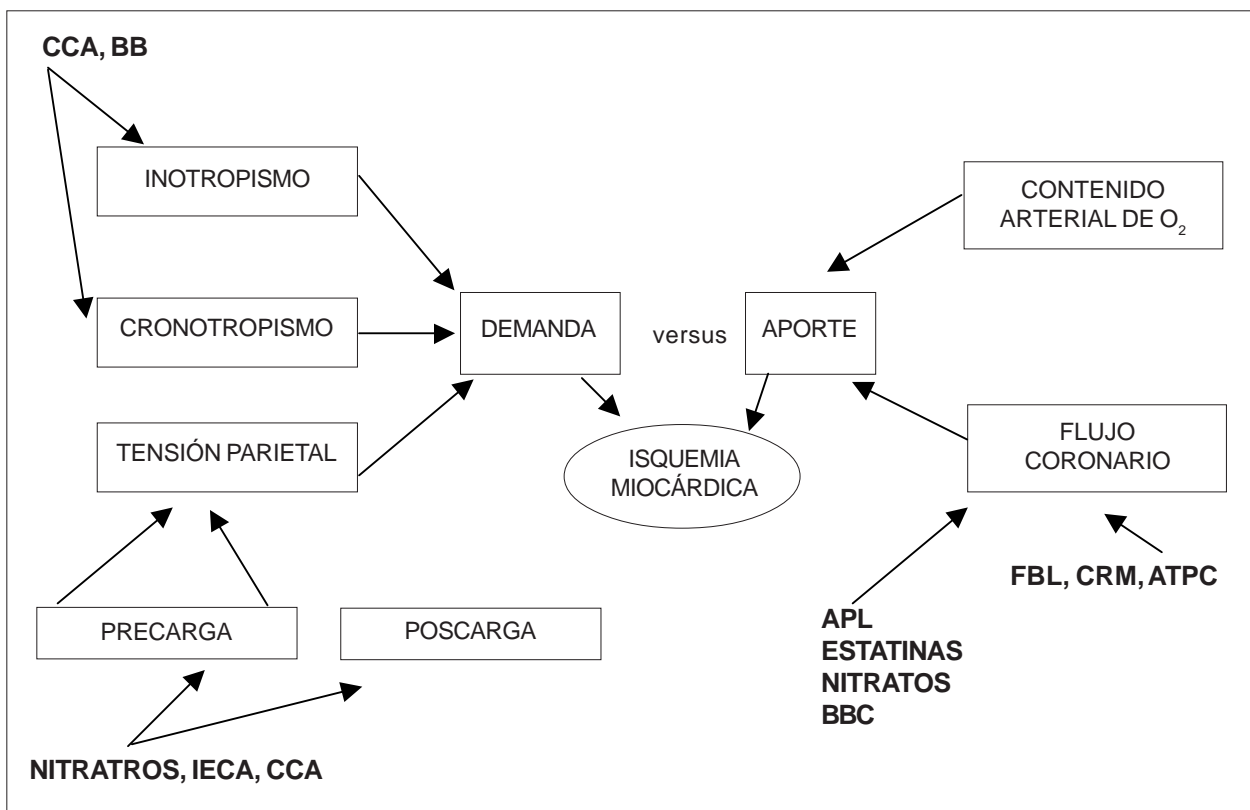 CCA, BB
INOTROPISMO
CONTENIDO
ARTERIAL DE O₂
CRONOTROPISMO
DEMANDA
versus
APORTE
TENSIÓN PARIETAL
FLUJO
CORONARIO
ISQUEMIA
MIOCÁRDICA
FBL, CRM, ATPC
PRECARGA
POSCARGA
APL
ESTATINAS
NITRATOS
BBC
NITRATROS, IECA, CCA